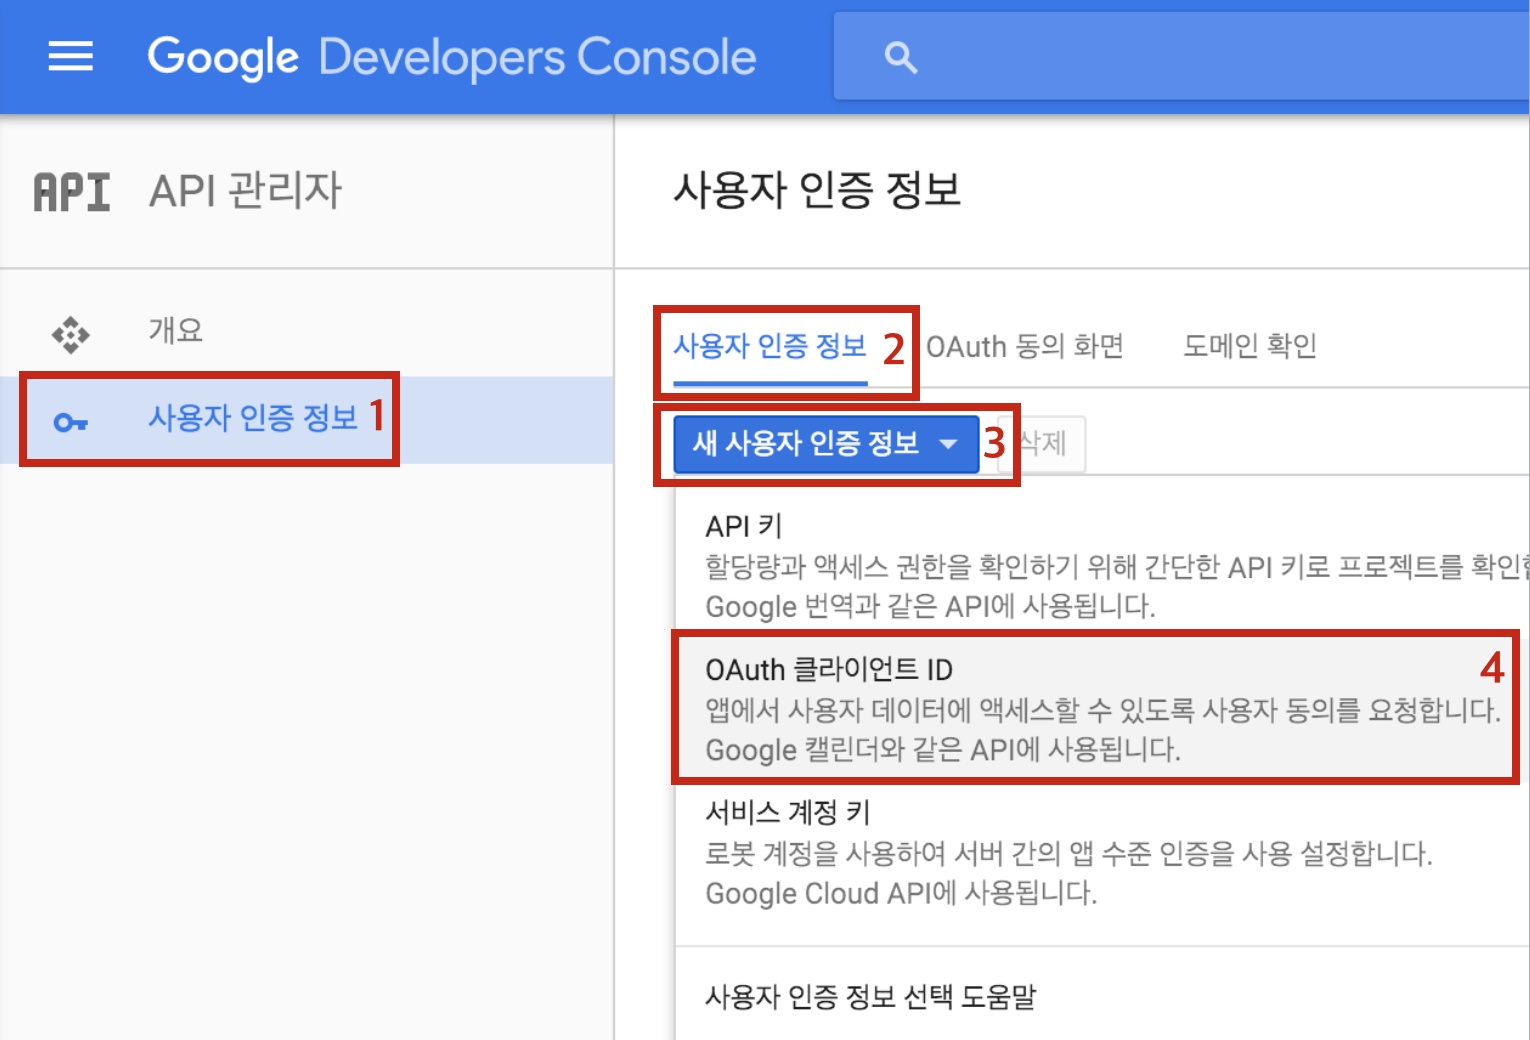 Google Developers Console
API API 관리자
사용자 인증 정보
개요
사용자 인증 정보 1
사용자 인증 정보 2 OAuth 동의 화면 도메인 확인
새 사용자 인증 정보 3 삭제
API 키
할당량과 액세스 권한을 확인하기 위해 간단한 API 키로 프로젝트를
Google 번역과 같은 API에 사용됩니다.
OAuth 클라이언트 ID 4
앱에서 사용자 데이터에 액세스할 수 있도록 사용자 동의를 요청합니다.
Google 캘린더와 같은 API에 사용됩니다.
서비스 계정 키
로봇 계정을 사용하여 서버 간의 앱 수준 인증을 사용 설정합니다.
Google Cloud API에 사용됩니다.
사용자 인증 정보 선택 도움말